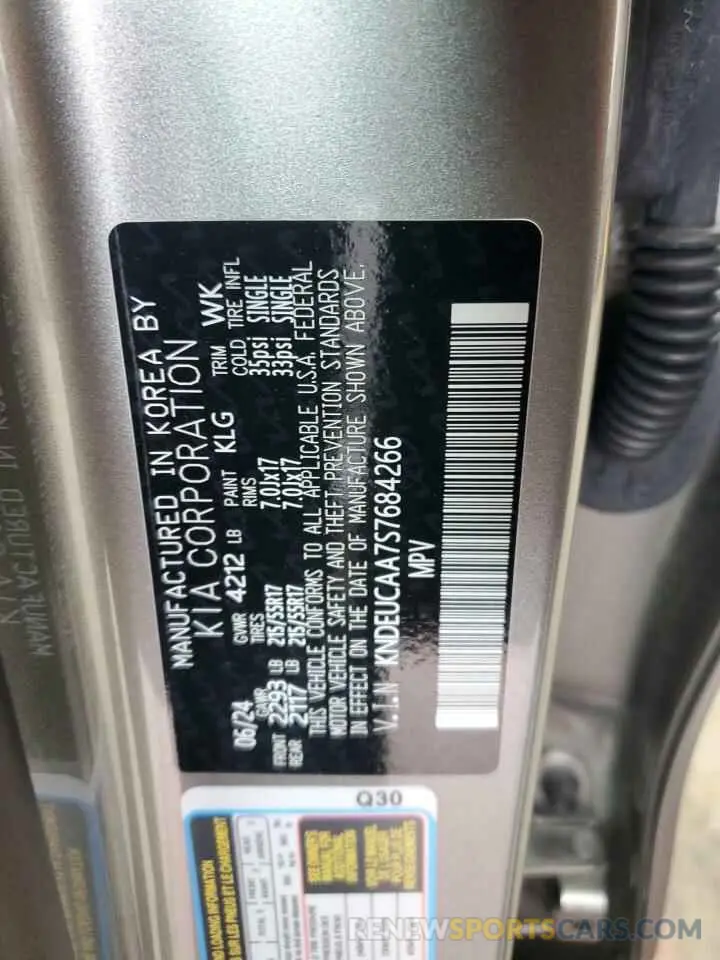 MANUFACTURED IN KOREA BY
KIA CORPORATION
06/24 GVWR 4212 LB PAINT KLG TRIM WK
GAWR TIRES RIMS COLD TIRE INFL
FRONT 2293 LB 215/55R17 7.0Jx17 35psi SINGLE
REAR 2117 LB 215/55R17 7.0Jx17 33psi SINGLE
THIS VEHICLE CONFORMS TO ALL APPLICABLE U.S.A. FEDERAL
MOTOR VEHICLE SAFETY AND THEFT PREVENTION STANDARDS
IN EFFECT ON THE DATE OF MANUFACTURE SHOWN ABOVE.
V.I.N KNDEUCAA7S7684266
MPV
Q30
RENEWSPORTSCARS.COM